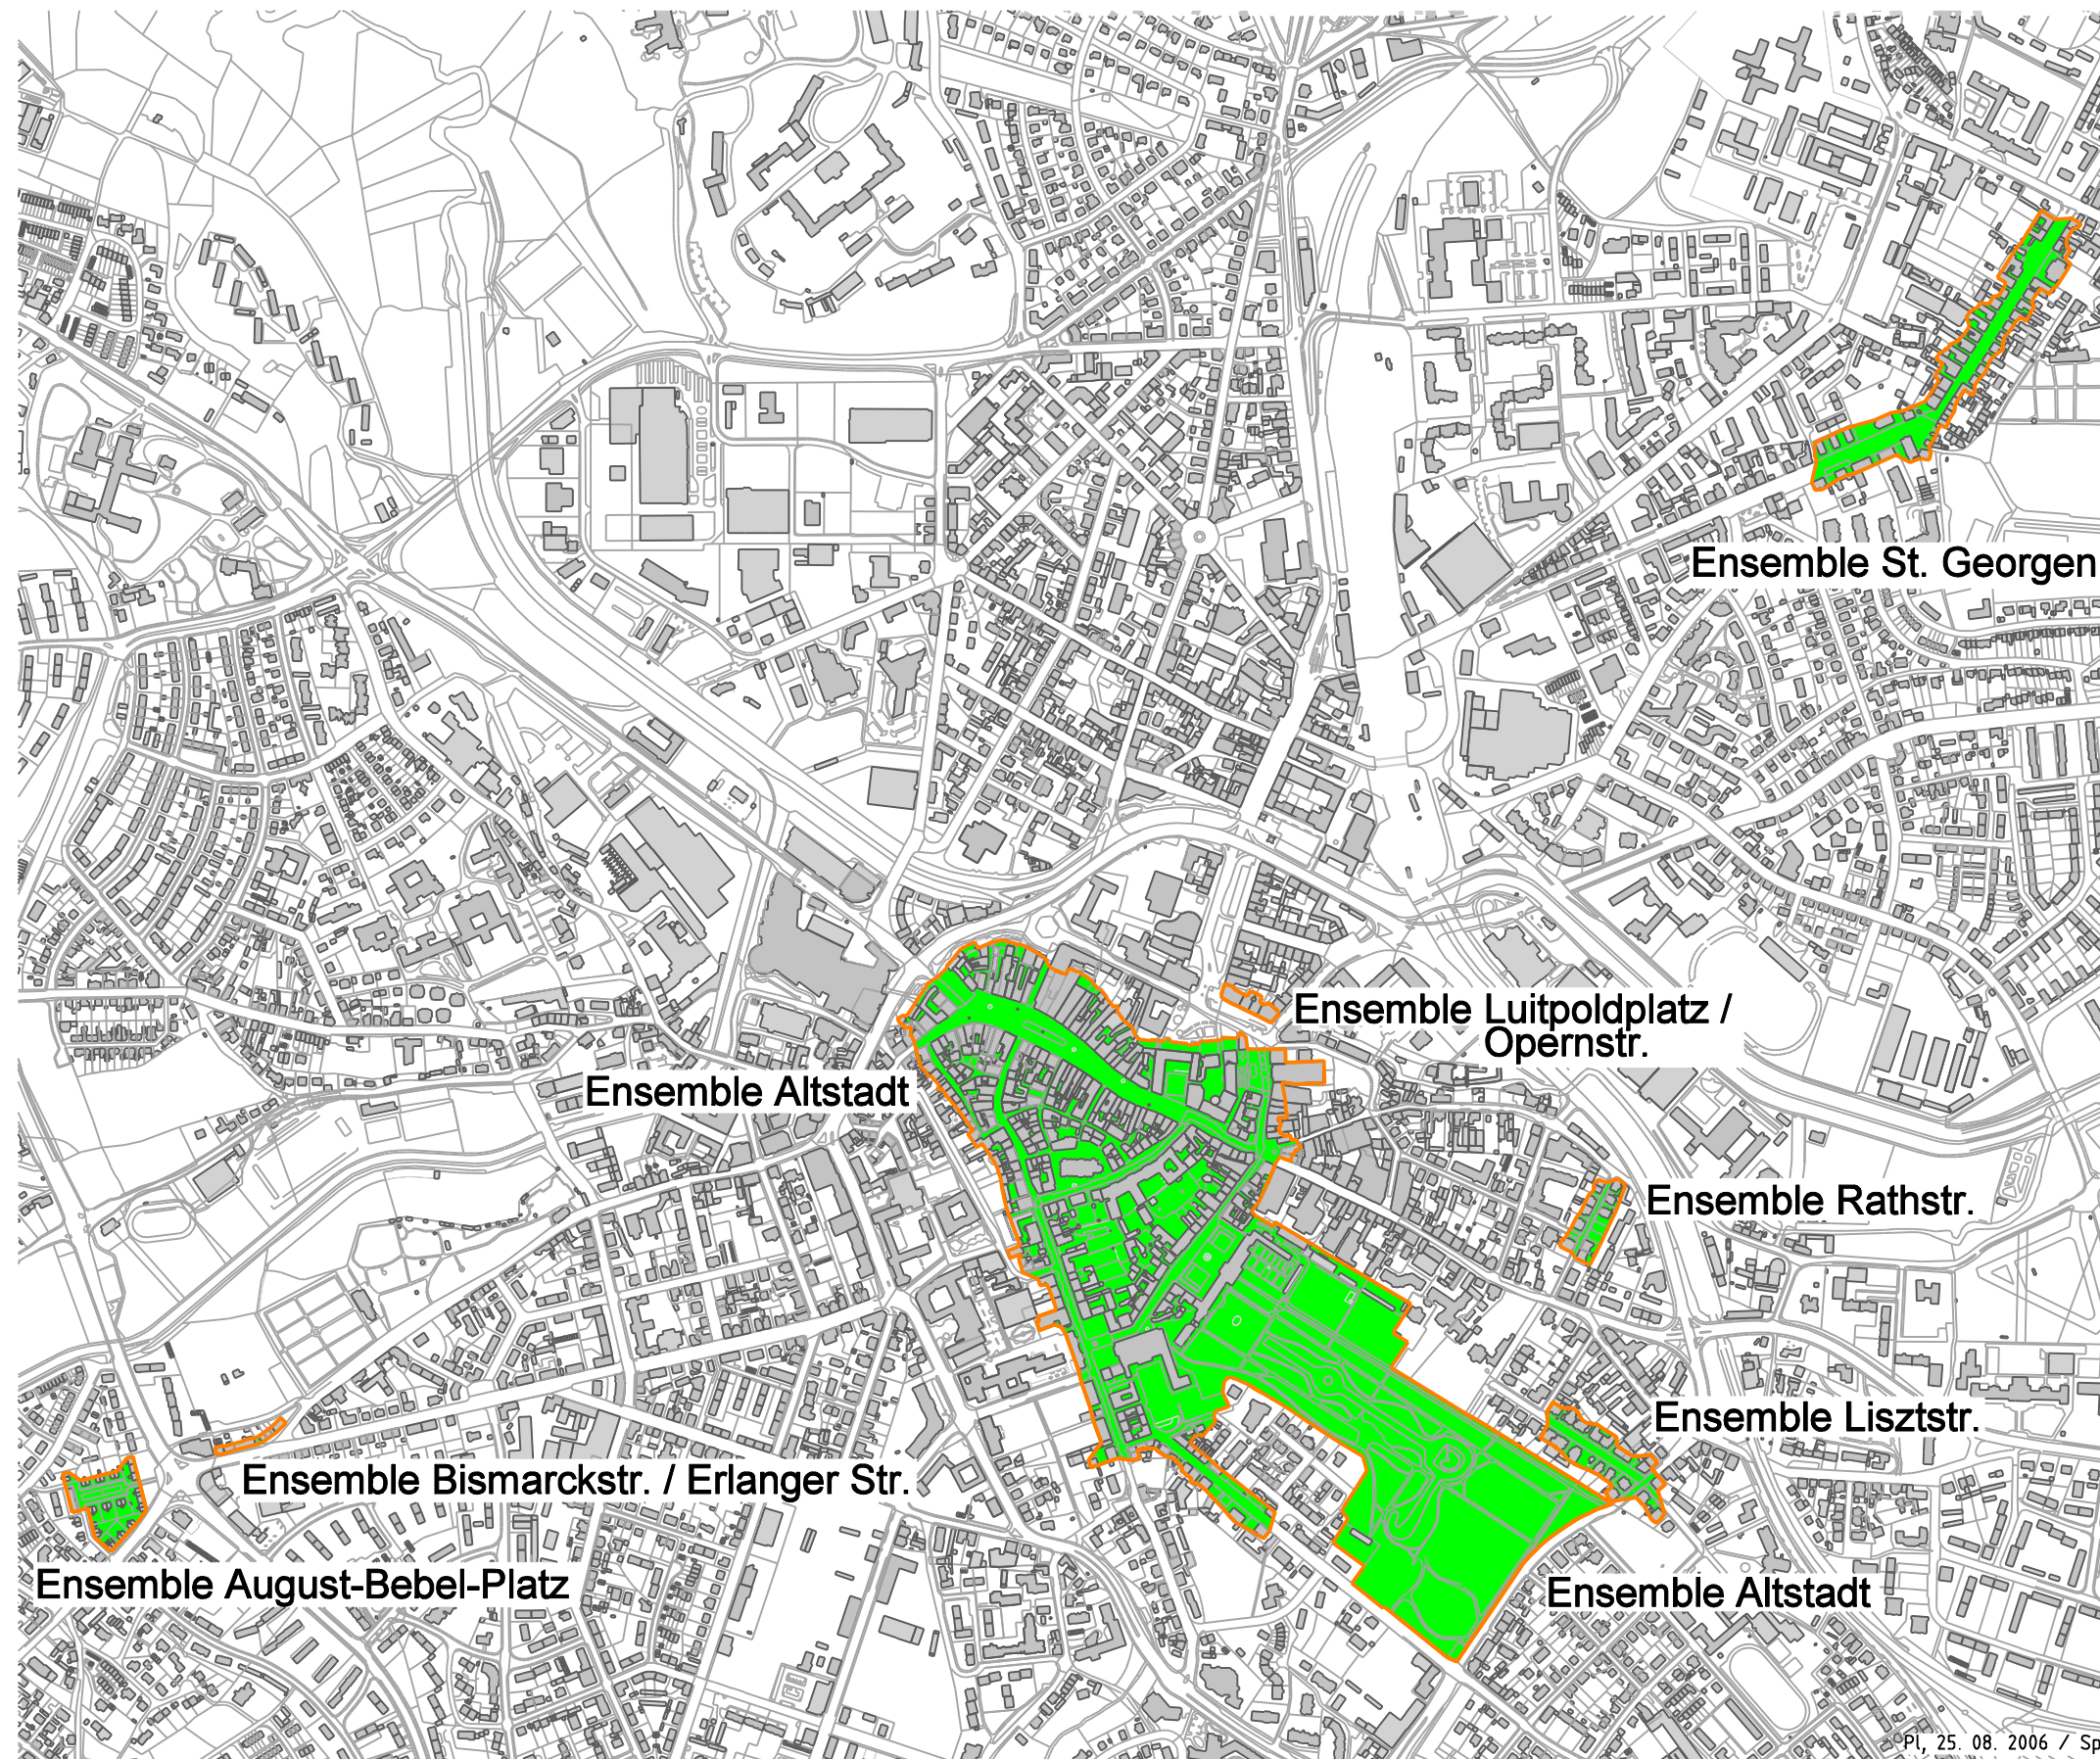 Ensemble St. Georgen
Ensemble Luitpoldplatz /
Opernstr.
Ensemble Altstadt
Ensemble Rathstr.
Ensemble Lisztstr.
Ensemble Bismarckstr. / Erlanger Str.
Ensemble August-Bebel-Platz
Ensemble Altstadt
Pl, 25. 08. 2006 / Sp